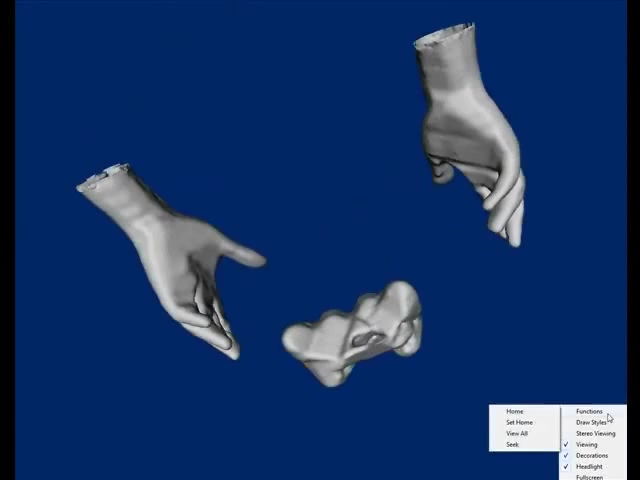 Home
Set Home
View All
Seek
Functions
Draw Styles
Stereo Viewing
Viewing
Decorations
Headlight
Fullscreen